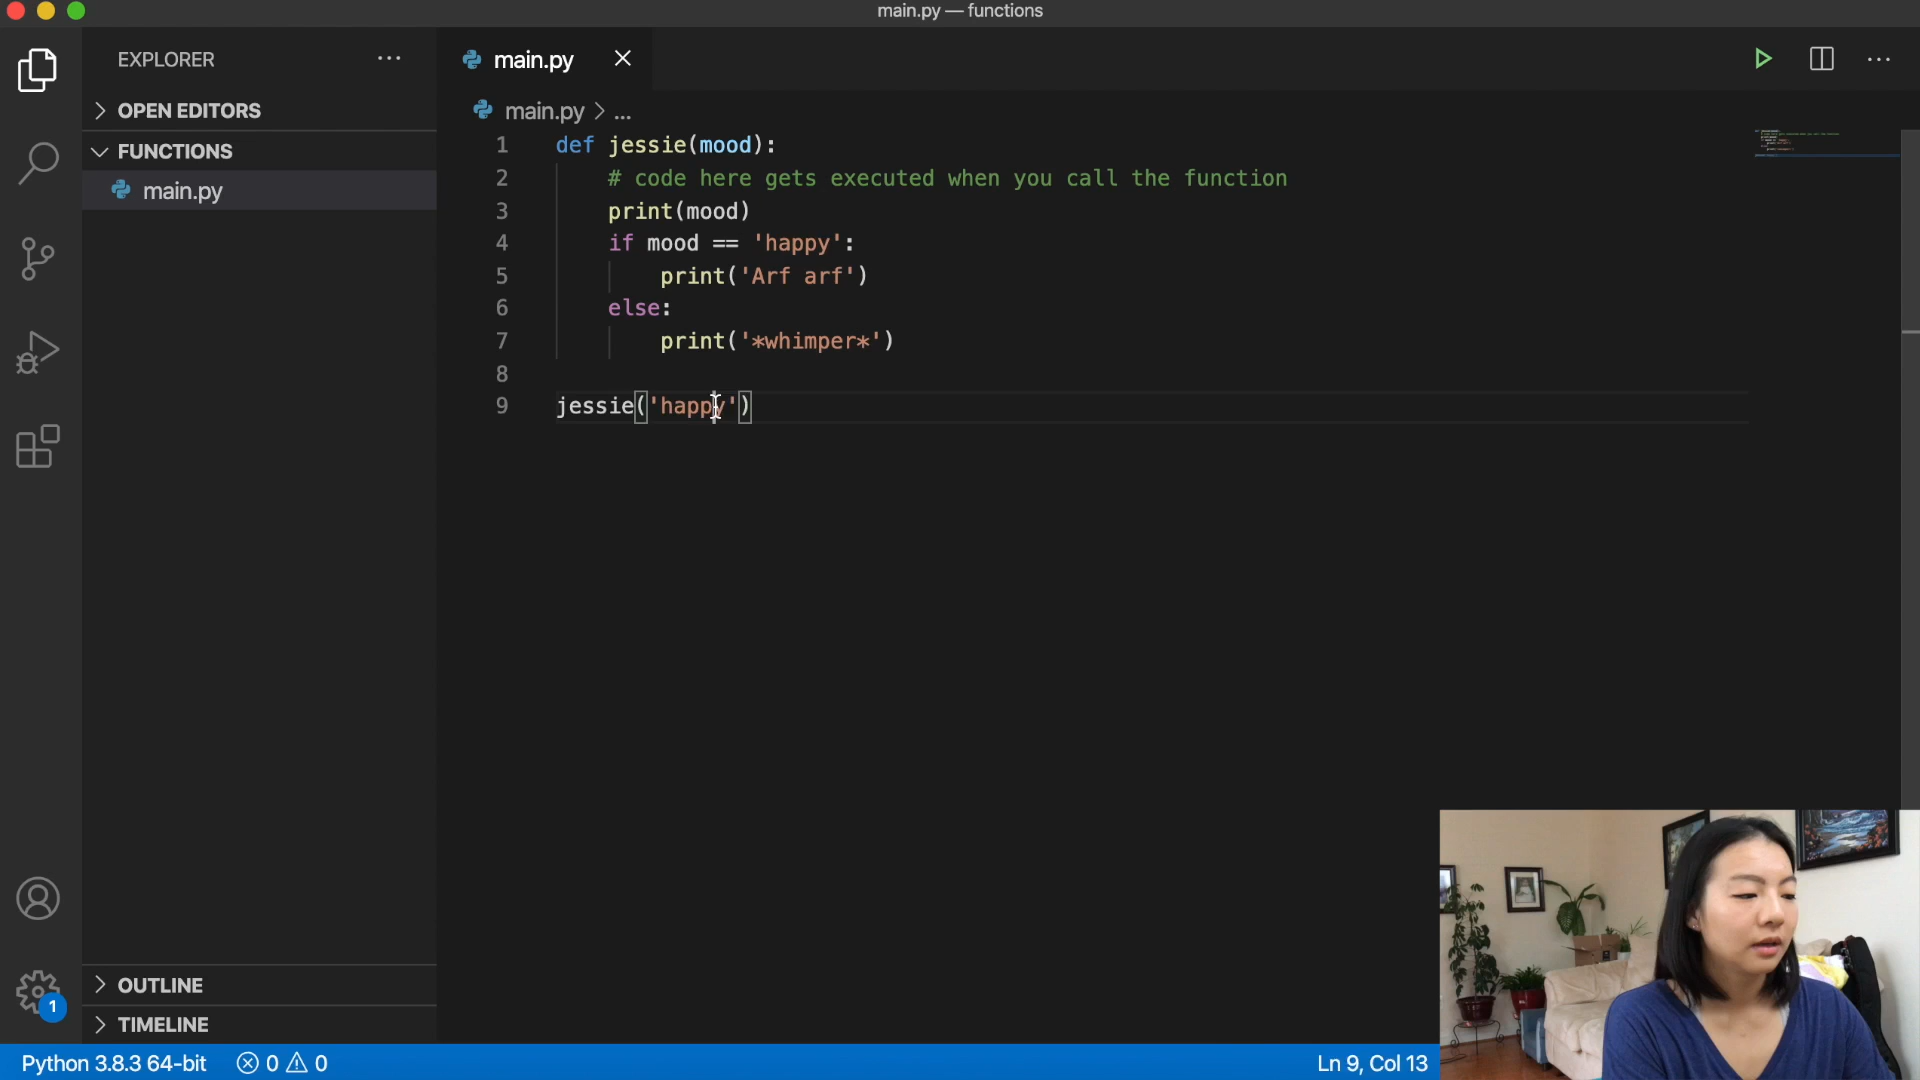 main.py — functions
EXPLORER
OPEN EDITORS
FUNCTIONS
main.py
OUTLINE
TIMELINE
main.py
main.py > ...
1 def jessie(mood):
2 # code here gets executed when you call the function
3 print(mood)
4 if mood == 'happy':
5 print('Arf arf')
6 else:
7 print('*whimper*')
8
9 jessie('happy')
1
Python 3.8.3 64-bit 0 0 Ln 9, Col 13